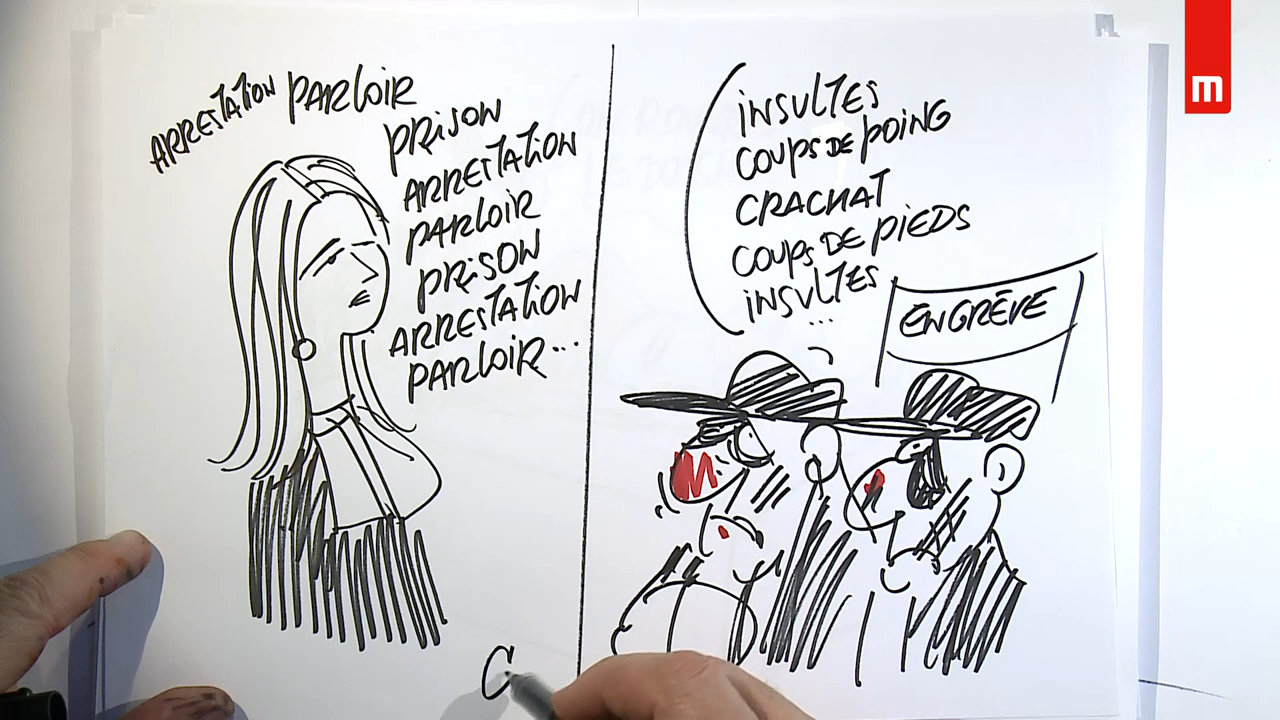 ARRESTATION PARLOIR
PRISON
ARRESTATION
PARLOIR
PRISON
ARRESTATION
PARLOIR...
INSULTES
COUPS DE POING
CRACHAT
COUPS DE PIEDS
INSULTES
...
EN GRÈVE
C
m